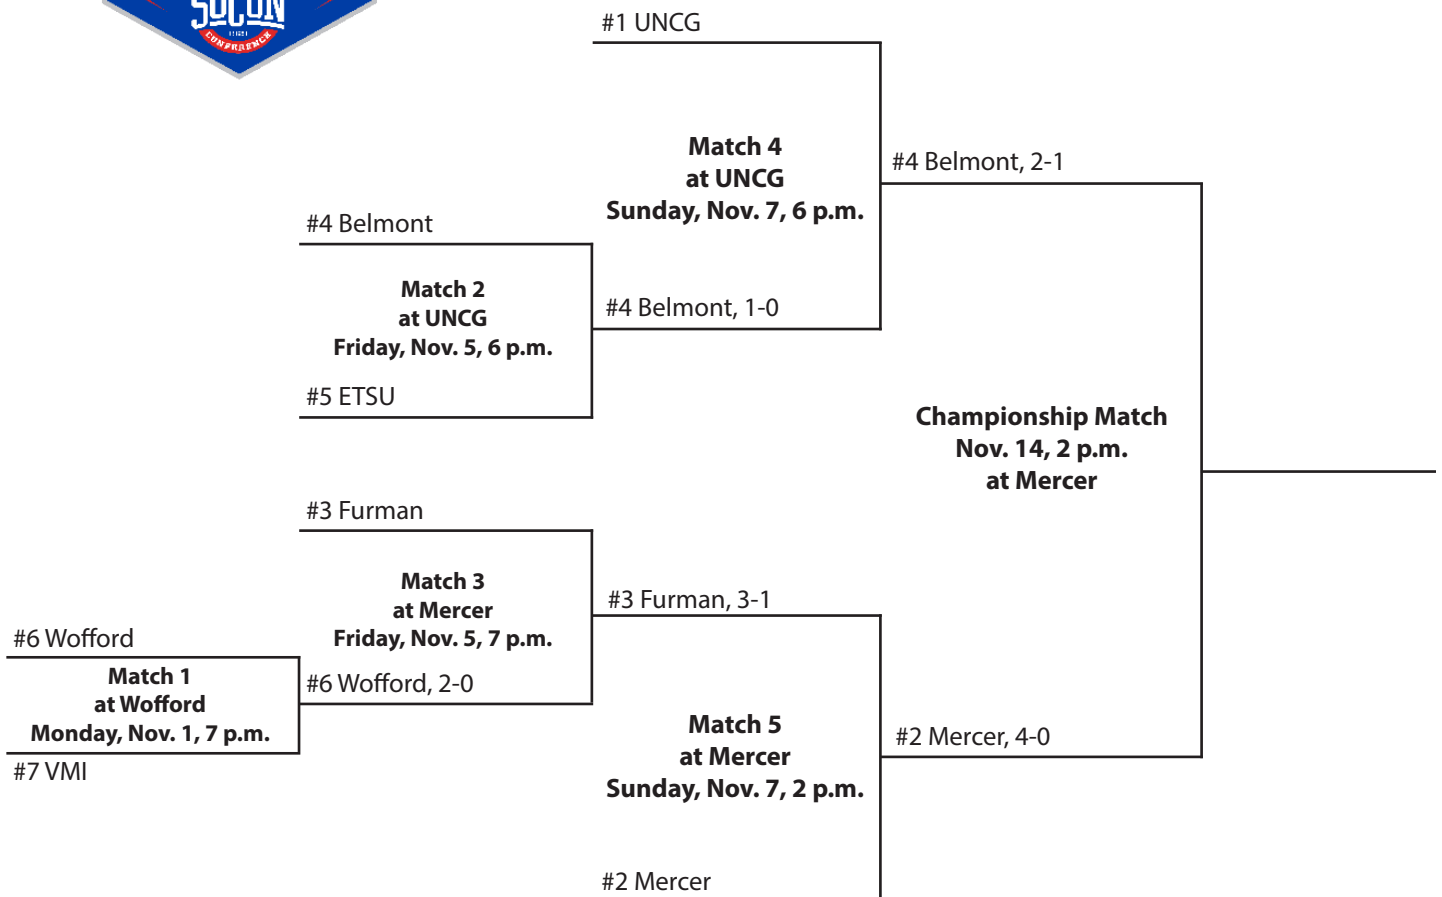 SOCON
CONFERENCE
#1 UNCG
Match 4
at UNCG
Sunday, Nov. 7, 6 p.m.
#4 Belmont, 2-1
#4 Belmont
Match 2
at UNCG
Friday, Nov. 5, 6 p.m.
#4 Belmont, 1-0
#5 ETSU
Championship Match
Nov. 14, 2 p.m.
at Mercer
#3 Furman
Match 3
at Mercer
Friday, Nov. 5, 7 p.m.
#3 Furman, 3-1
#6 Wofford
Match 1
at Wofford
Monday, Nov. 1, 7 p.m.
#7 VMI
#6 Wofford, 2-0
Match 5
at Mercer
Sunday, Nov. 7, 2 p.m.
#2 Mercer, 4-0
#2 Mercer